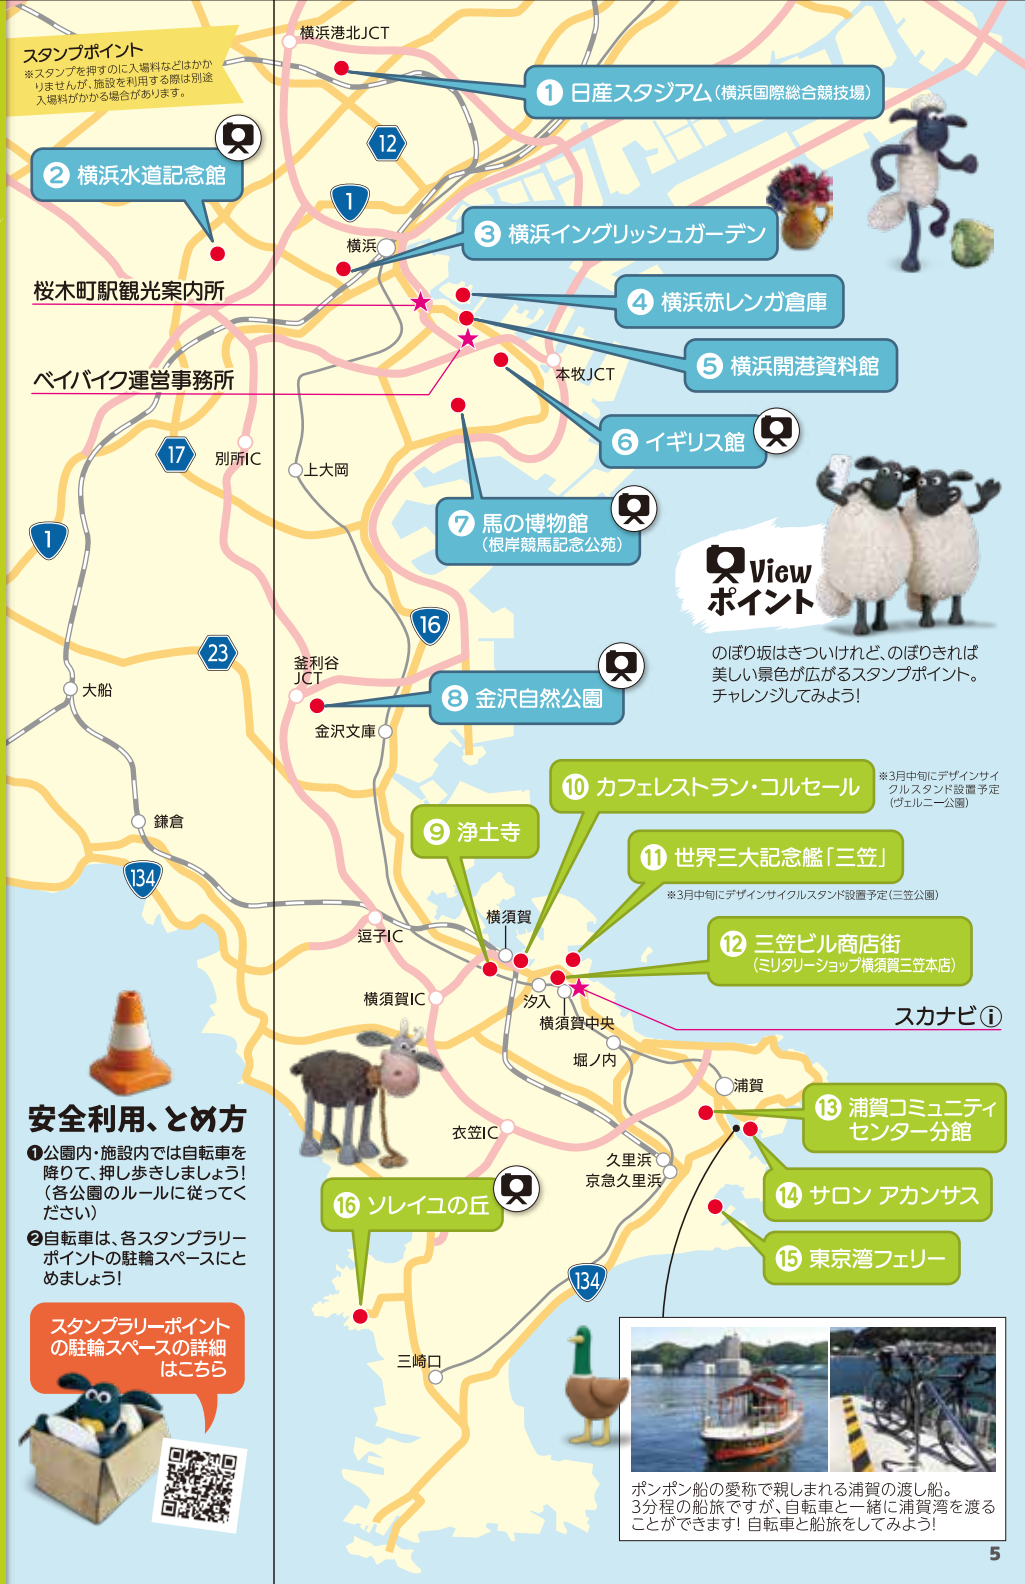 スタンプポイント
※スタンプを押すのに入場料などはかか
りませんが、施設を利用する際は別途
入場料がかかる場合があります。
横浜港北JCT
1 日産スタジアム（横浜国際総合競技場）
12
2 横浜水道記念館
1
3 横浜イングリッシュガーデン
横浜
桜木町駅観光案内所
4 横浜赤レンガ倉庫
5 横浜開港資料館
ベイバイク運営事務所
本牧JCT
6 イギリス館
17
別所IC
上大岡
7 馬の博物館
（根岸競馬記念公苑）
1
View
ポイント
16
のぼり坂はきついけれど、のぼりきれば
美しい景色が広がるスタンプポイント。
チャレンジしてみよう！
23
釜利谷
JCT
大船
8 金沢自然公園
金沢文庫
10 カフェレストラン・コルセール
※3月中旬にデザインサイ
クルスタンド設置予定
（ヴェルニー公園）
鎌倉
9 浄土寺
11 世界三大記念艦「三笠」
※3月中旬にデザインサイクルスタンド設置予定（三笠公園）
134
横須賀
逗子IC
12 三笠ビル商店街
（ミリタリーショップ横須賀三笠本店）
横須賀IC
汐入
横須賀中央
スカナビi
堀ノ内
浦賀
13 浦賀コミュニティ
センター分館
安全利用、とめ方
❶公園内・施設内では自転車を
降りて、押し歩きしましょう！
（各公園のルールに従ってく
ださい）
❷自転車は、各スタンプラリー
ポイントの駐輪スペースにと
めましょう！
衣笠IC
久里浜
京急久里浜
14 サロン アカンサス
16 ソレイユの丘
15 東京湾フェリー
134
スタンプラリーポイント
の駐輪スペースの詳細
はこちら
三崎口
ポンポン船の愛称で親しまれる浦賀の渡し船。
3分程の船旅ですが、自転車と一緒に浦賀湾を渡る
ことができます！ 自転車と船旅をしてみよう！
5